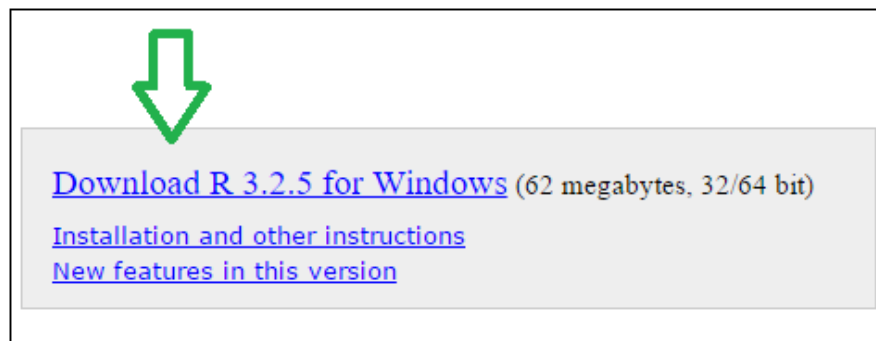 Download R 3.2.5 for Windows (62 megabytes, 32/64 bit)
Installation and other instructions
New features in this version